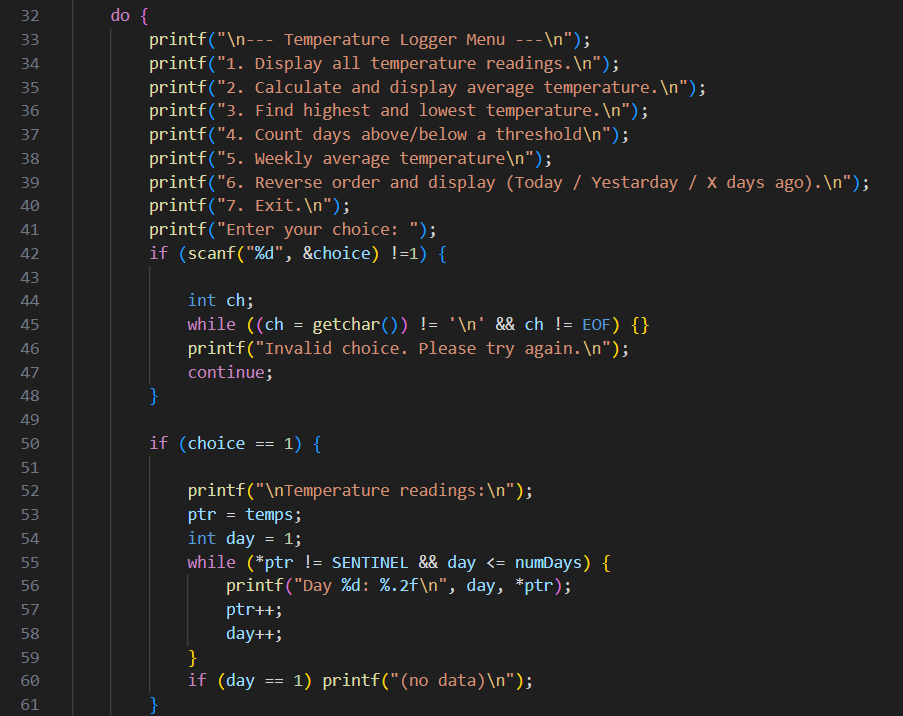 32 do {
33 printf("\n--- Temperature Logger Menu ---\n");
34 printf("1. Display all temperature readings.\n");
35 printf("2. Calculate and display average temperature.\n");
36 printf("3. Find highest and lowest temperature.\n");
37 printf("4. Count days above/below a threshold\n");
38 printf("5. Weekly average temperature\n");
39 printf("6. Reverse order and display (Today / Yestarday / X days ago).\n");
40 printf("7. Exit.\n");
41 printf("Enter your choice: ");
42 if (scanf("%d", &choice) !=1) {
43
44 int ch;
45 while ((ch = getchar()) != '\n' && ch != EOF) {}
46 printf("Invalid choice. Please try again.\n");
47 continue;
48 }
49
50 if (choice == 1) {
51
52 printf("\nTemperature readings:\n");
53 ptr = temps;
54 int day = 1;
55 while (*ptr != SENTINEL && day <= numDays) {
56 printf("Day %d: %.2f\n", day, *ptr);
57 ptr++;
58 day++;
59 }
60 if (day == 1) printf("(no data)\n");
61 }